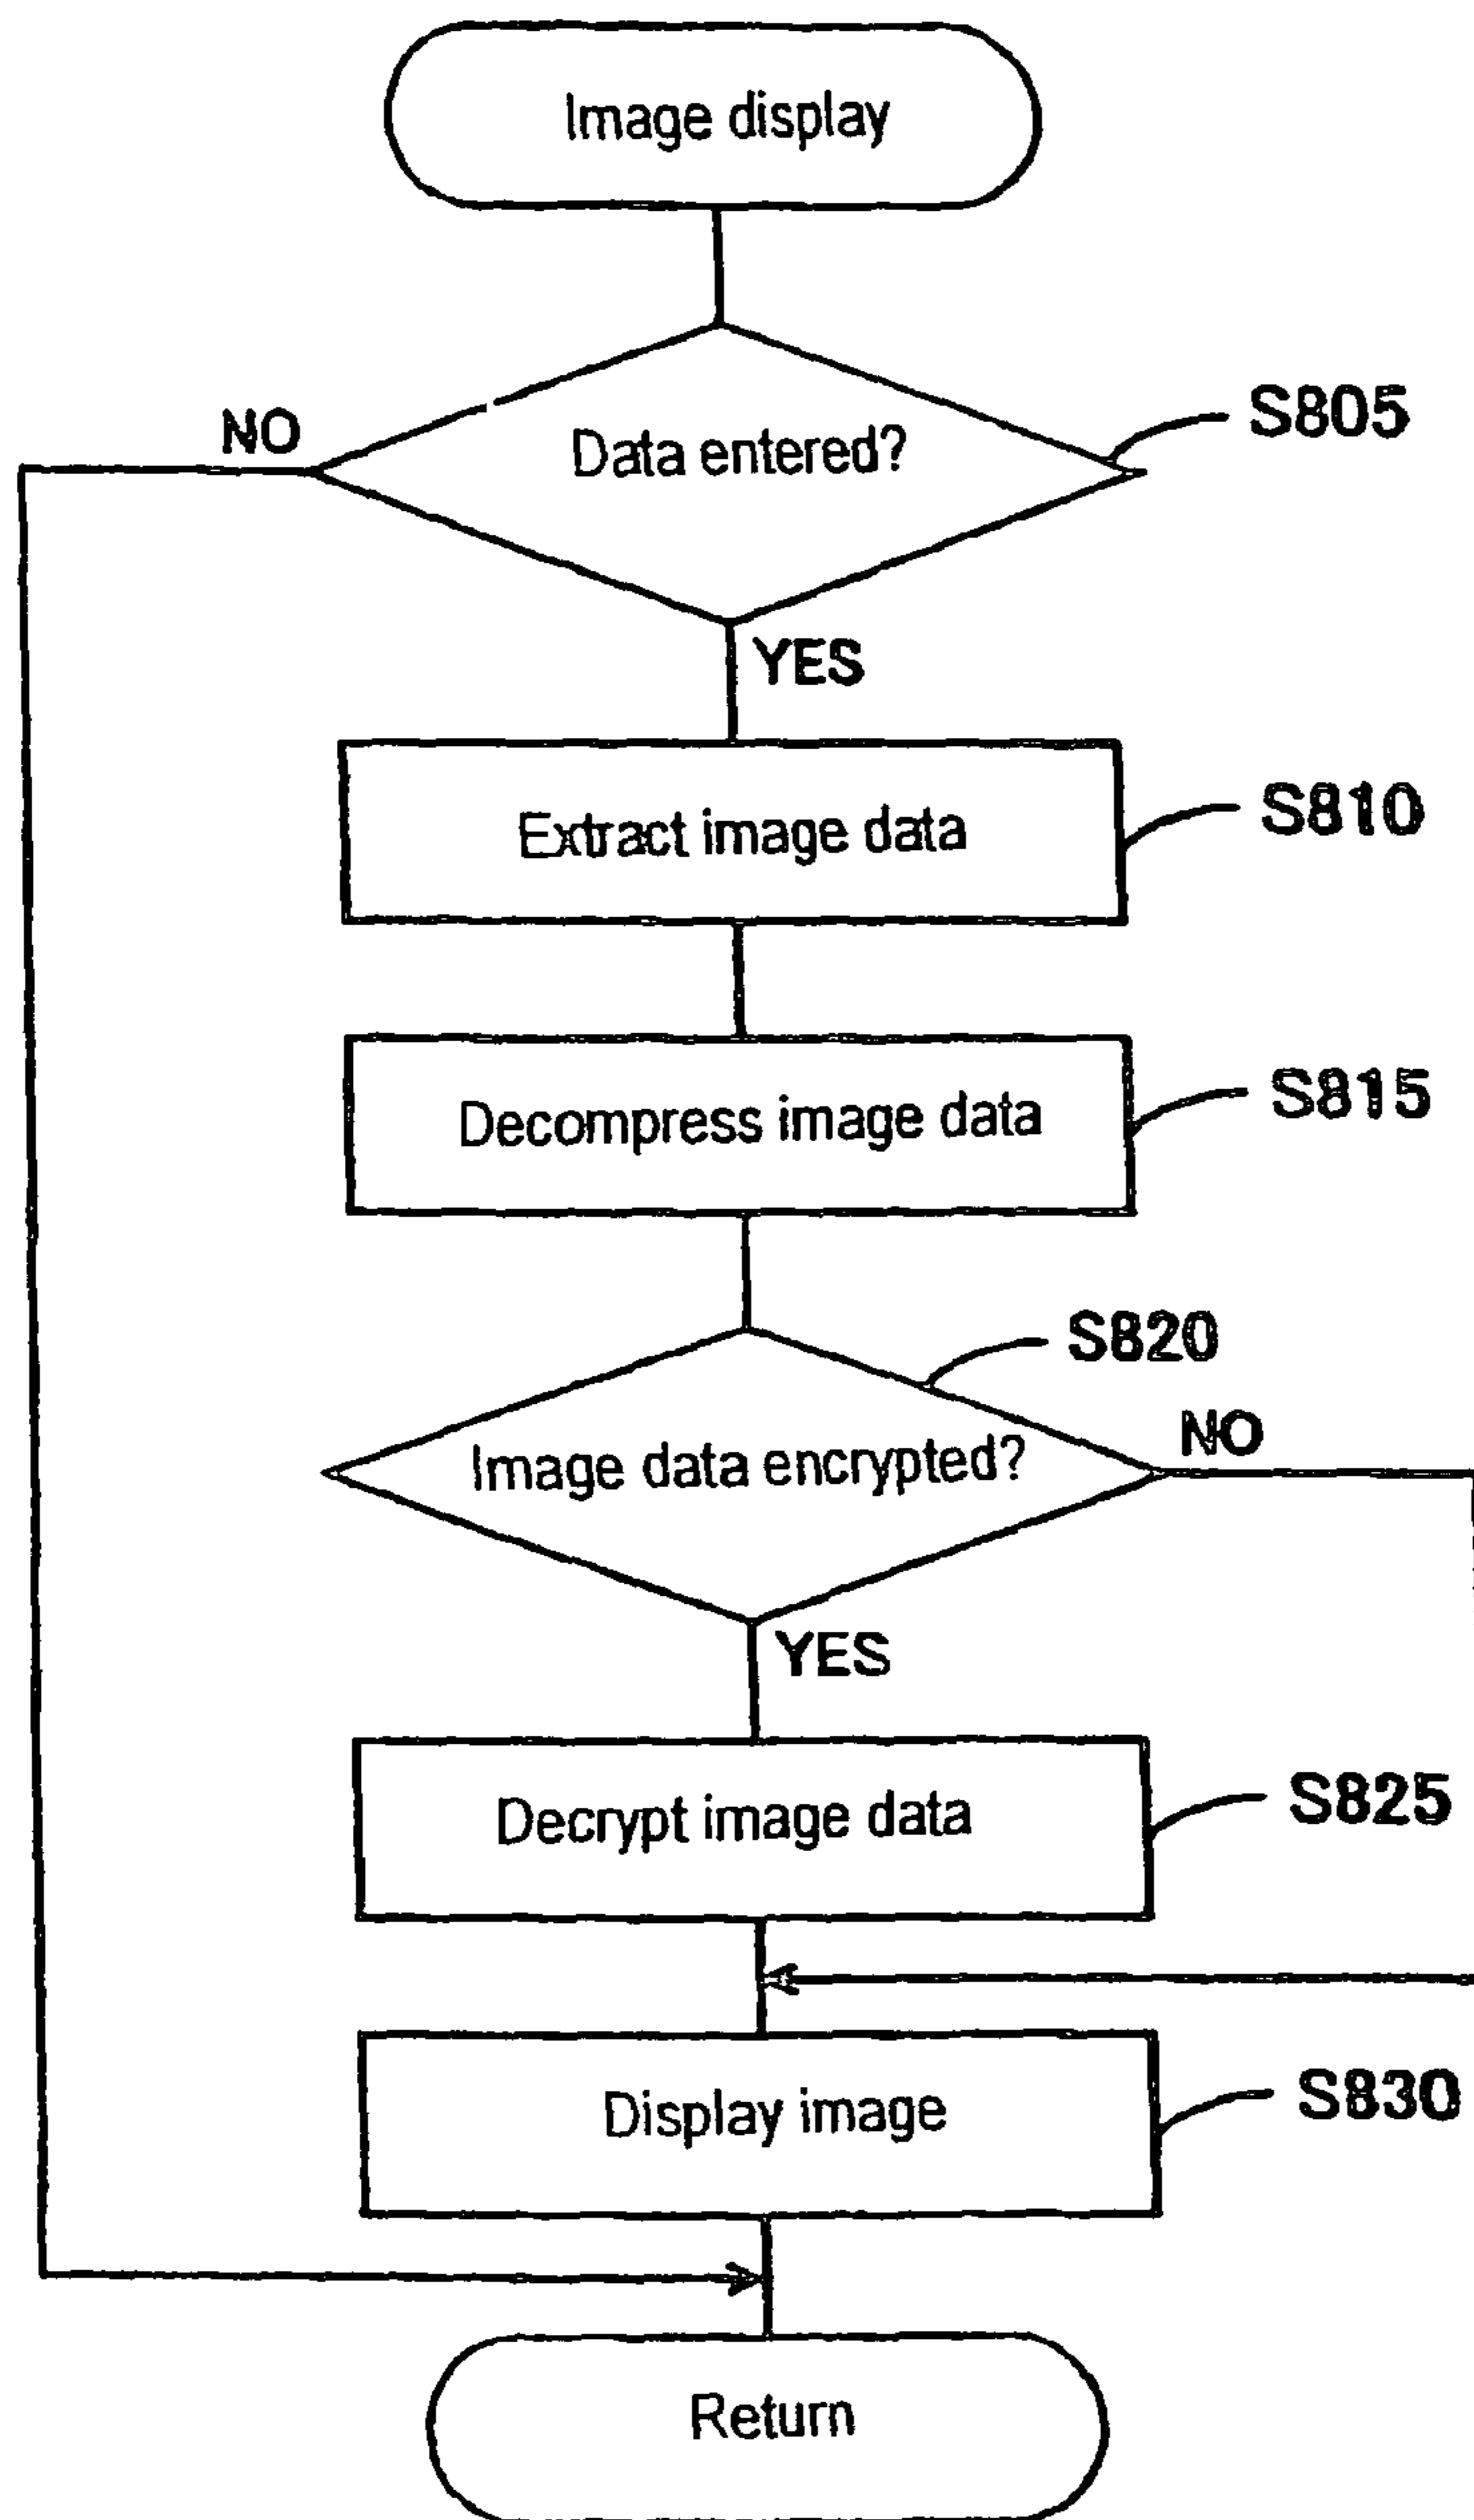 Image display
NO
Data entered?
S805
YES
Extract image data
S810
Decompress image data
S815
S820
Image data encrypted?
NO
YES
Decrypt image data
S825
Display image
S830
Return